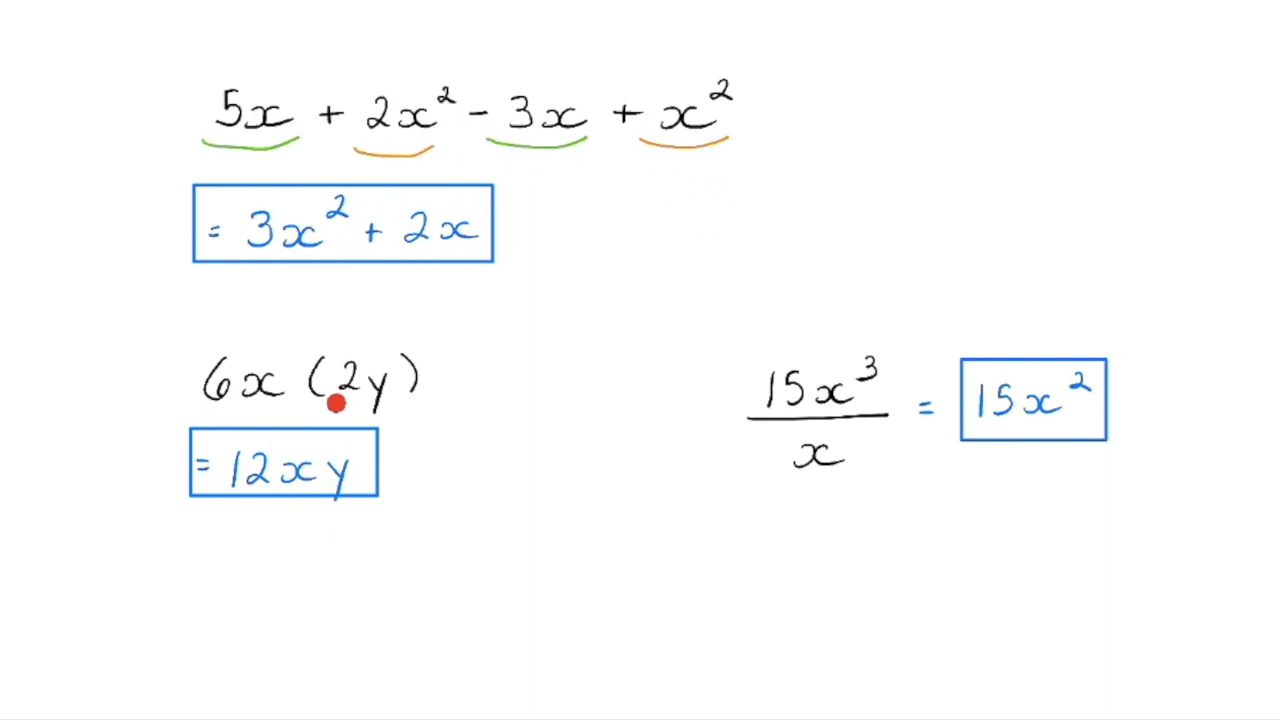 5x + 2x² - 3x + x²
= 3x² + 2x
6x (2y)
= 12xy
15x³
x
= 15x²